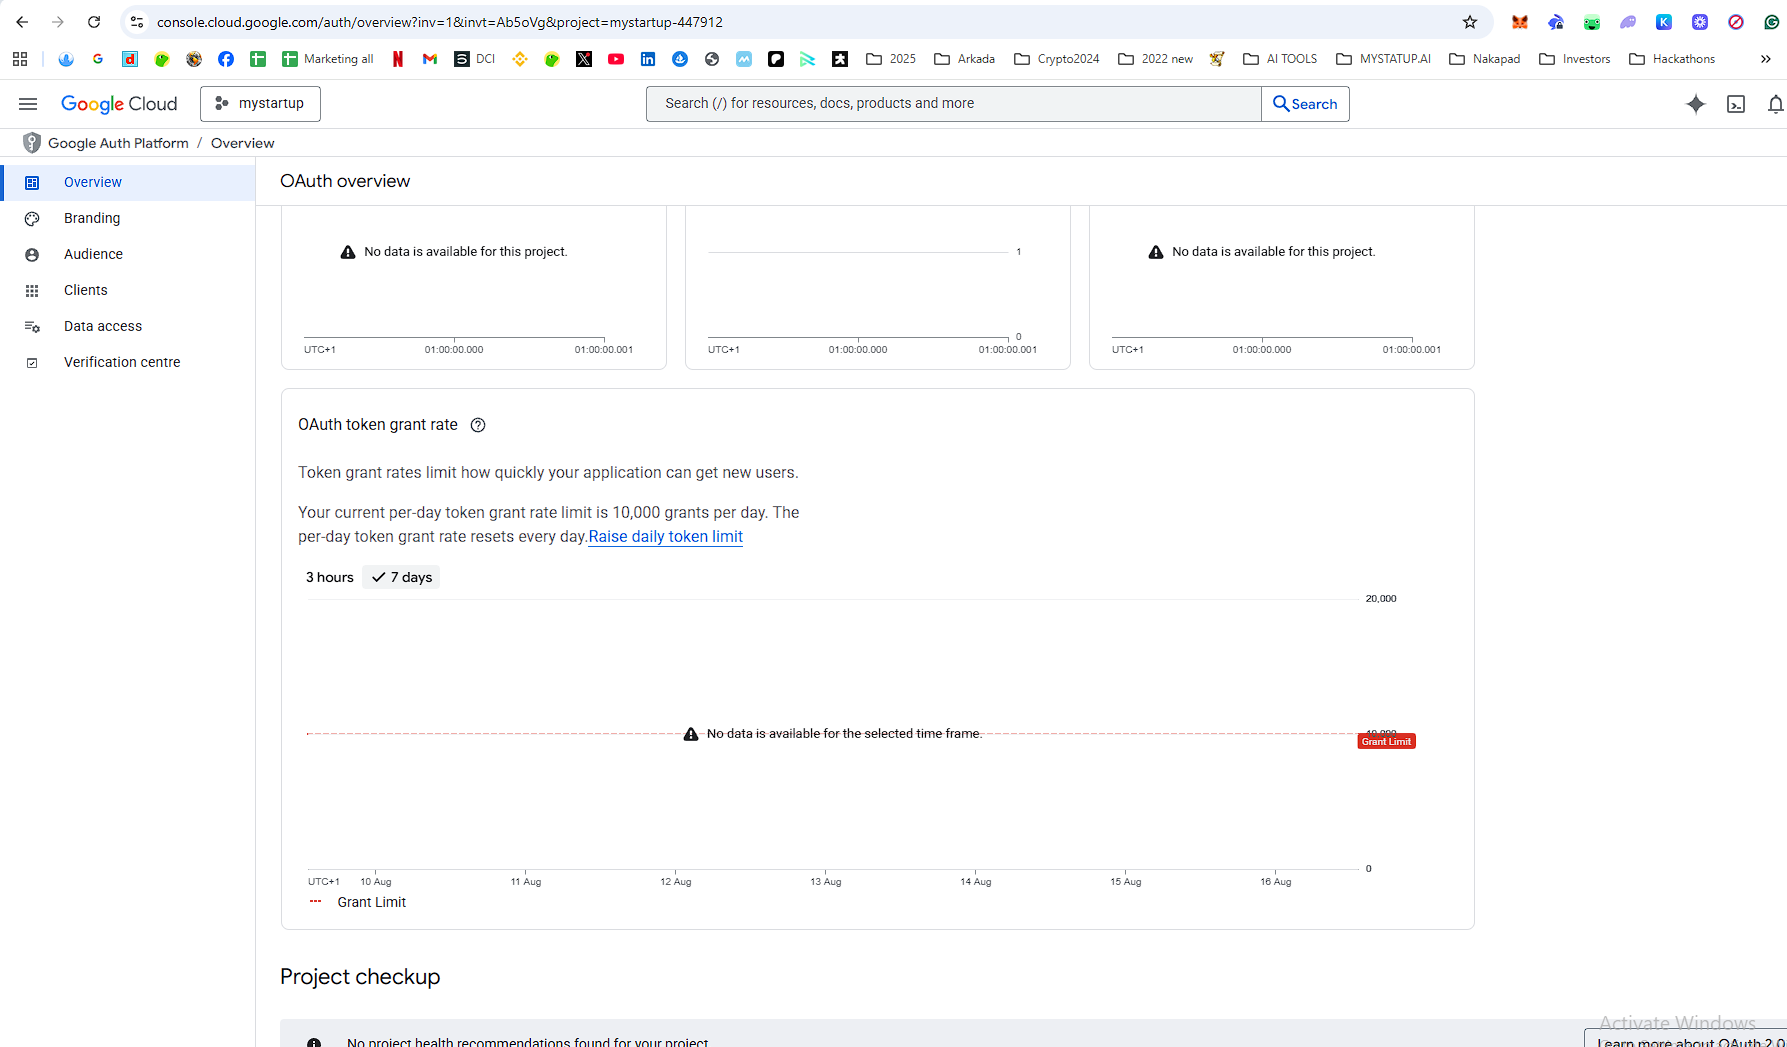 console.cloud.google.com/auth/overview?inv=1&invt=Ab5oVg&project=mystartup-447912
Marketing all
DCI
2025
Arkada
Crypto2024
2022 new
AI TOOLS
MYSTATUP.AI
Nakapad
Investors
Hackathons
Google Cloud
mystartup
Search (/) for resources, docs, products and more
Search
Google Auth Platform / Overview
Overview
Branding
Audience
Clients
Data access
Verification centre
OAuth overview
No data is available for this project.
1
No data is available for this project.
0
UTC+1 01:00:00.000 01:00:00.001
UTC+1 01:00:00.000 01:00:00.001
UTC+1 01:00:00.000 01:00:00.001
OAuth token grant rate
Token grant rates limit how quickly your application can get new users.
Your current per-day token grant rate limit is 10,000 grants per day. The
per-day token grant rate resets every day.Raise daily token limit
3 hours 7 days
20,000
No data is available for the selected time frame.
10,000
Grant Limit
0
UTC+1 10 Aug 11 Aug 12 Aug 13 Aug 14 Aug 15 Aug 16 Aug
Grant Limit
Project checkup
Activate Windows
No project health recommendations found for your project
Learn more about OAuth 2.0